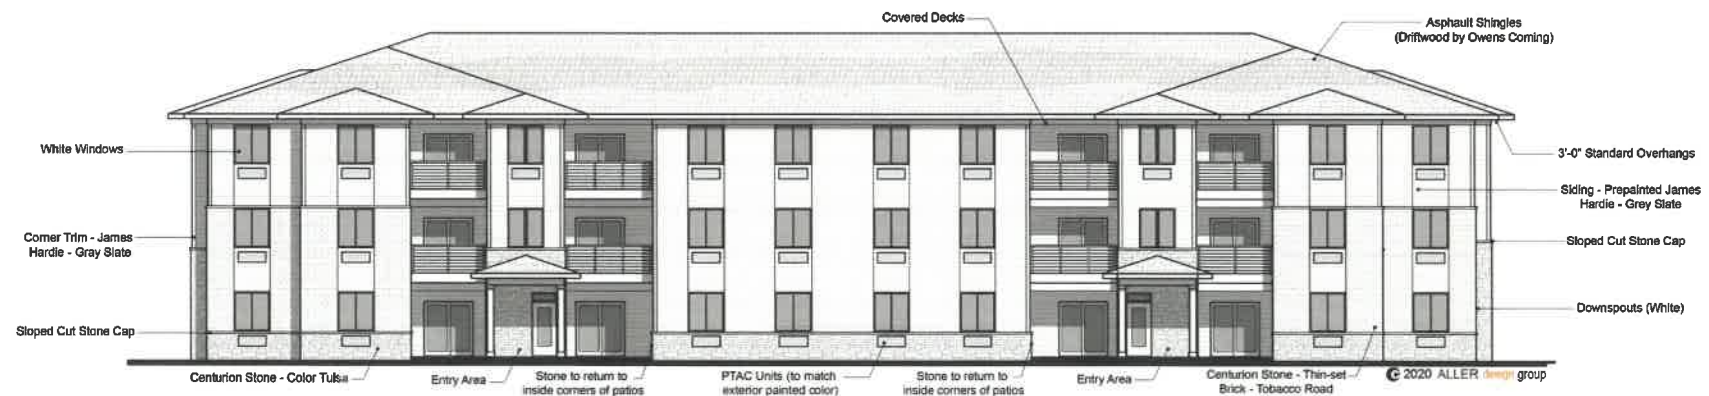 Covered Decks
Asphault Shingles
(Driftwood by Owens Corning)
White Windows
3'-0" Standard Overhangs
Siding - Prepainted James
Hardie - Grey Slate
Corner Trim - James
Hardie - Gray Slate
Sloped Cut Stone Cap
Sloped Cut Stone Cap
Downspouts (White)
Centurion Stone - Color Tulsa
Entry Area
Stone to return to
inside corners of patios
PTAC Units (to match
exterior painted color)
Stone to return to
inside corners of patios
Entry Area
Centurion Stone - Thin-set
Brick - Tobacco Road
© 2020 ALLER design group